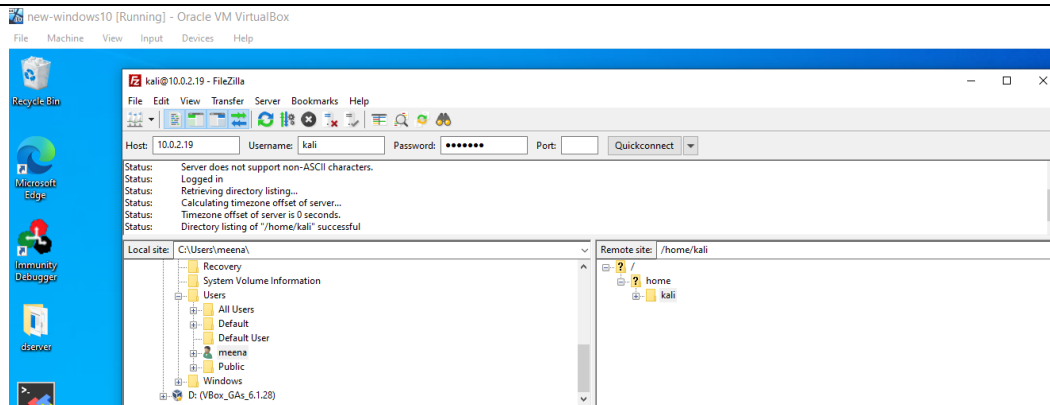 new-windows10 [Running] - Oracle VM VirtualBox
File Machine View Input Devices Help
Recycle Bin
Microsoft
Edge
Immunity
Debugger
dserver
kali@10.0.2.19 - FileZilla
File Edit View Transfer Server Bookmarks Help
Host: 10.0.2.19 Username: kali Password: ●●●●●●● Port: Quickconnect
Status: Server does not support non-ASCII characters.
Status: Logged in
Status: Retrieving directory listing...
Status: Calculating timezone offset of server...
Status: Timezone offset of server is 0 seconds.
Status: Directory listing of "/home/kali" successful
Local site: C:\Users\meena\
Recovery
System Volume Information
Users
All Users
Default
Default User
meena
Public
Windows
D: (VBox_GAs_6.1.28)
Remote site: /home/kali
/
home
kali